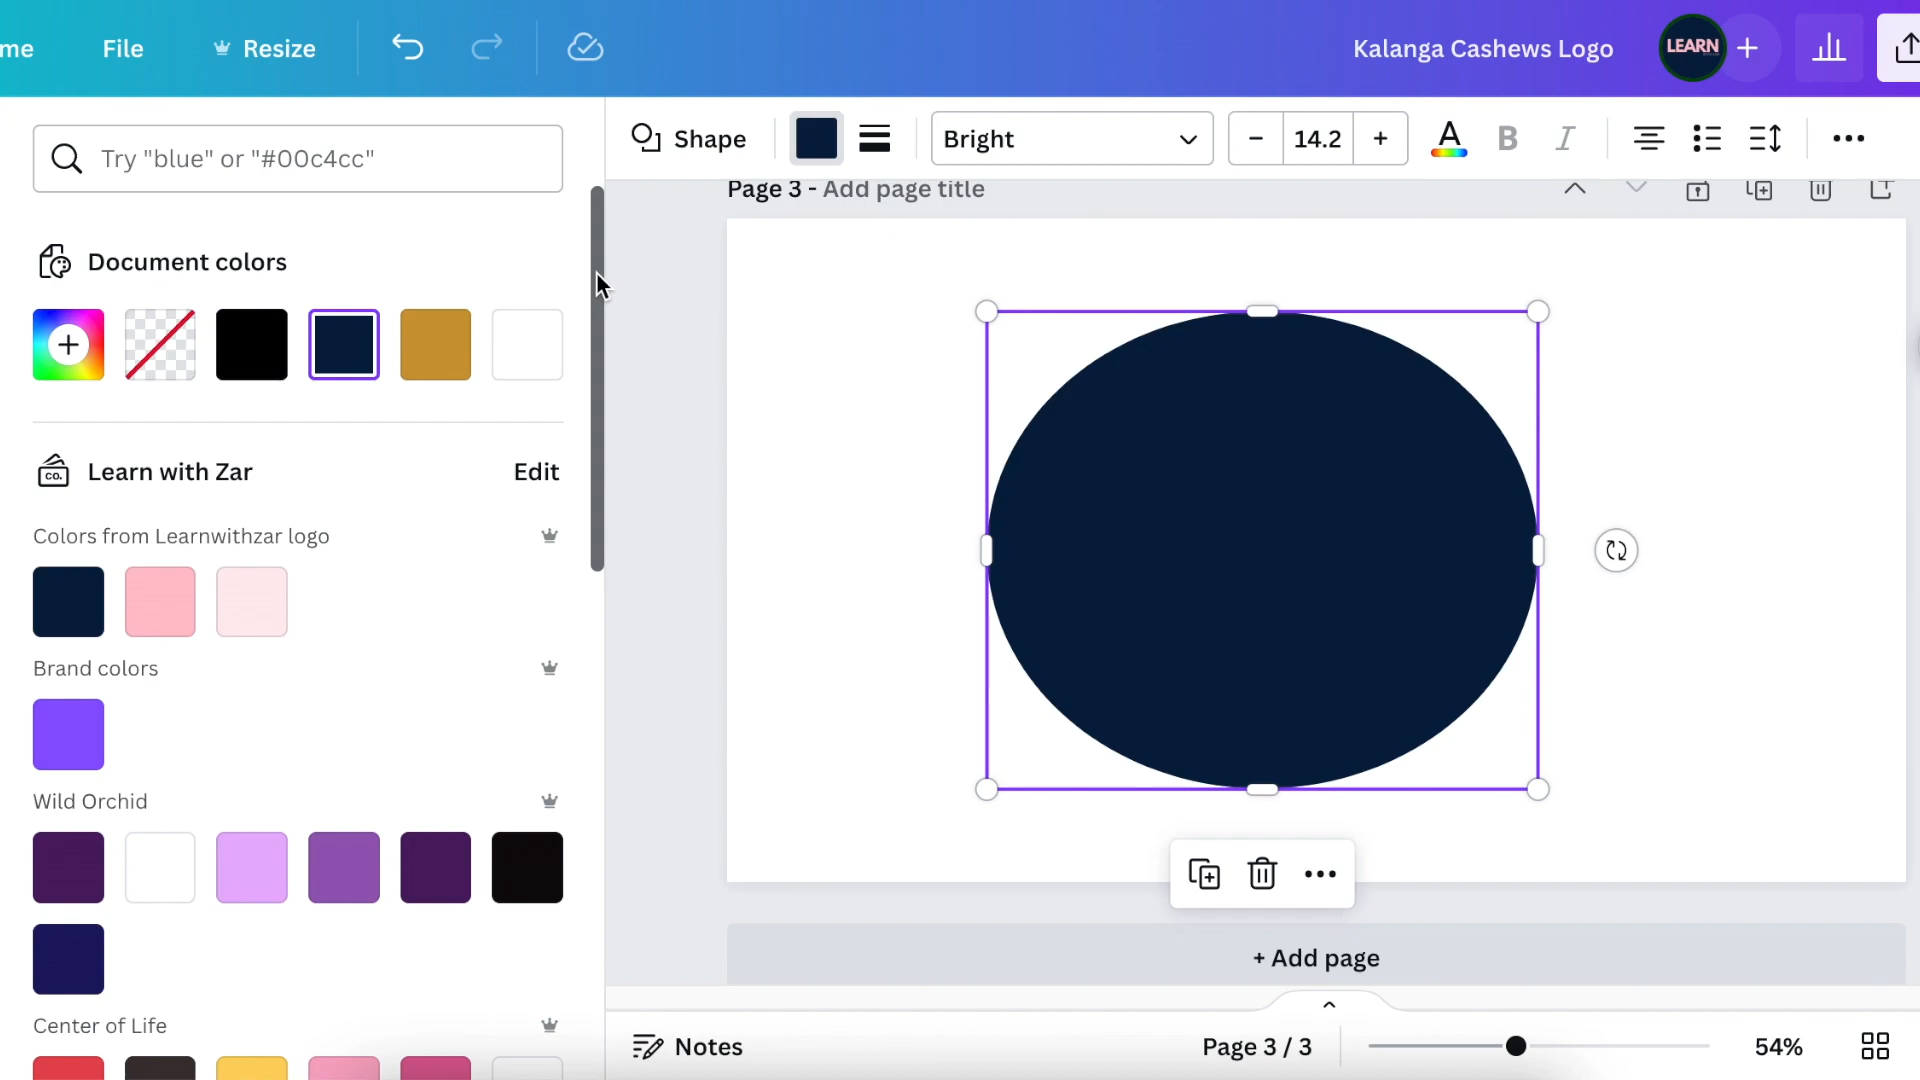 me
File
Resize
Kalanga Cashews Logo
LEARN
Try "blue" or "#00c4cc"
Shape
Bright
- 14.2 +
A B I
Page 3 - Add page title
Document colors
co.
Learn with Zar
Edit
Colors from Learnwithzar logo
Brand colors
Wild Orchid
Center of Life
+ Add page
Notes
Page 3 / 3
54%